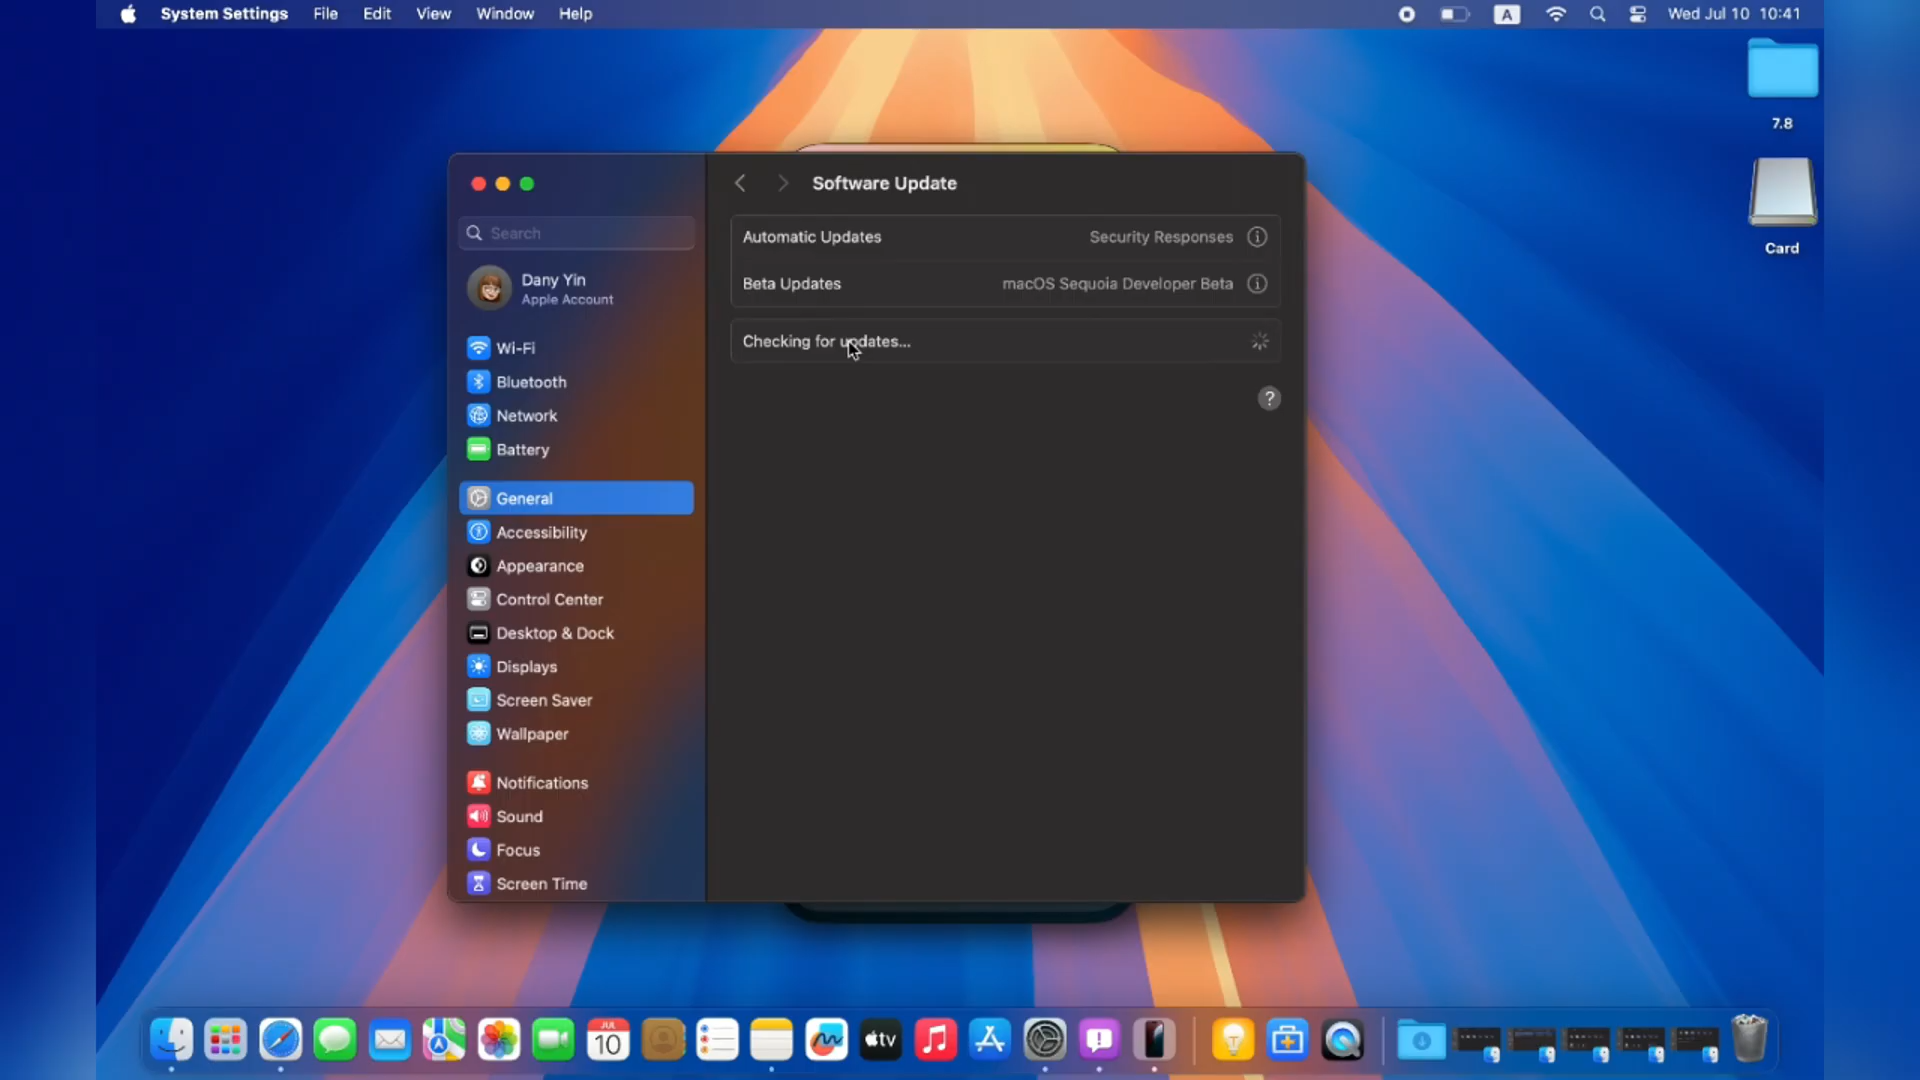 System Settings File Edit View Window Help A Wed Jul 10 10:41
7.8
Card
Software Update
Search
Dany Yin
Apple Account
Wi-Fi
Bluetooth
Network
Battery
General
Accessibility
Appearance
Control Center
Desktop & Dock
Displays
Screen Saver
Wallpaper
Notifications
Sound
Focus
Screen Time
Automatic Updates Security Responses
Beta Updates macOS Sequoia Developer Beta
Checking for updates...
?
JUL
10
tv